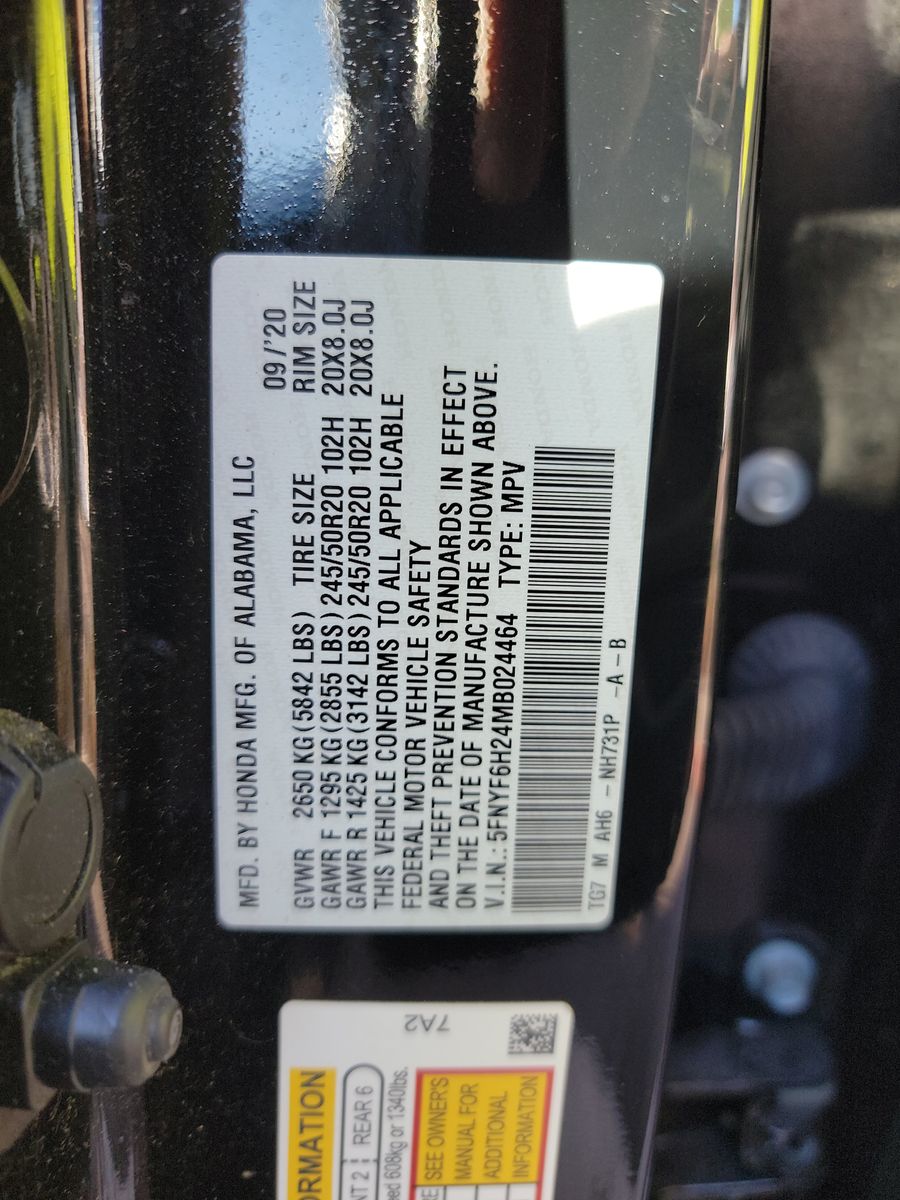 MFD. BY HONDA MFG. OF ALABAMA, LLC
09/'20
GVWR 2650 KG (5842 LBS) TIRE SIZE RIM SIZE
GAWR F 1295 KG (2855 LBS) 245/50R20 102H 20X8.0J
GAWR R 1425 KG (3142 LBS) 245/50R20 102H 20X8.0J
THIS VEHICLE CONFORMS TO ALL APPLICABLE
FEDERAL MOTOR VEHICLE SAFETY
AND THEFT PREVENTION STANDARDS IN EFFECT
ON THE DATE OF MANUFACTURE SHOWN ABOVE.
V.I.N.: 5FNYF6H24MB024464 TYPE: MPV
TG7 M AH6 -NH731P -A-B
7A2
REAR 6
608kg or 1340lbs.
SEE OWNER'S
MANUAL FOR
ADDITIONAL
INFORMATION